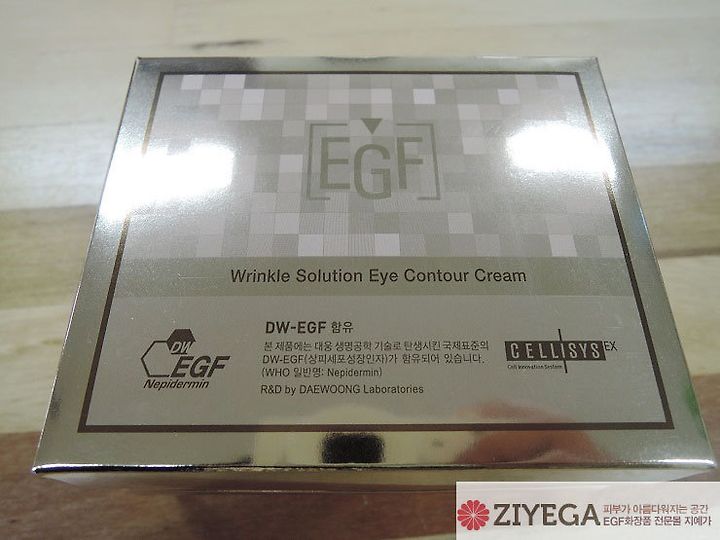 EGF
Wrinkle Solution Eye Contour Cream
DW-EGF 함유
본 제품에는 대웅 생명공학 기술로 탄생시킨 국제표준의
DW-EGF(상피세포성장인자)가 함유되어 있습니다.
(WHO 일반명: Nepidermin)
R&D by DAEWOONG Laboratories
DW
EGF
Nepidermin
CELLISYS EX
Cell Innovation System
ZIYEGA
피부가 아름다워지는 공간
EGF화장품 전문몰 지예가